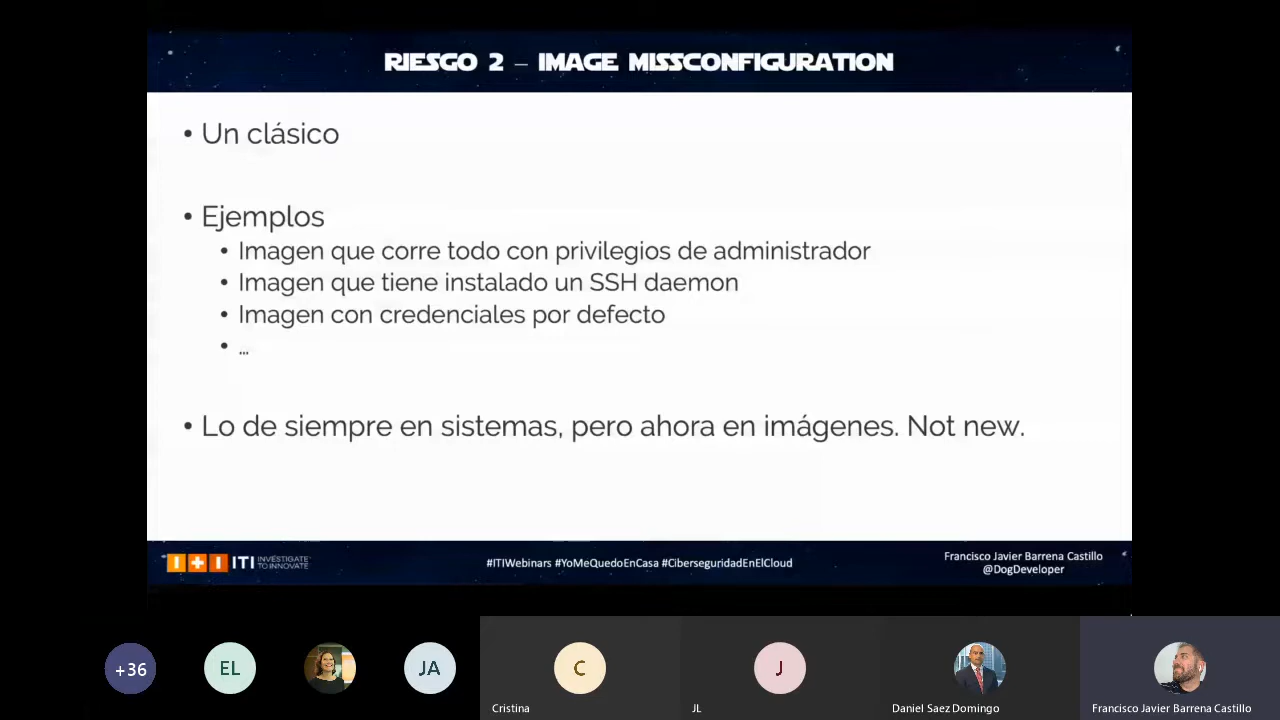 RIESGO 2 – IMAGE MISSCONFIGURATION
• Un clásico
• Ejemplos
• Imagen que corre todo con privilegios de administrador
• Imagen que tiene instalado un SSH daemon
• Imagen con credenciales por defecto
• ...
• Lo de siempre en sistemas, pero ahora en imágenes. Not new.
I+I ITI INVESTIGATE TO INNOVATE
#ITIWebinars #YoMeQuedoEnCasa #CiberseguridadEnElCloud
Francisco Javier Barrena Castillo
@DogDeveloper
+36
EL
JA
C
J
Cristina
JL
Daniel Saez Domingo
Francisco Javier Barrena Castillo